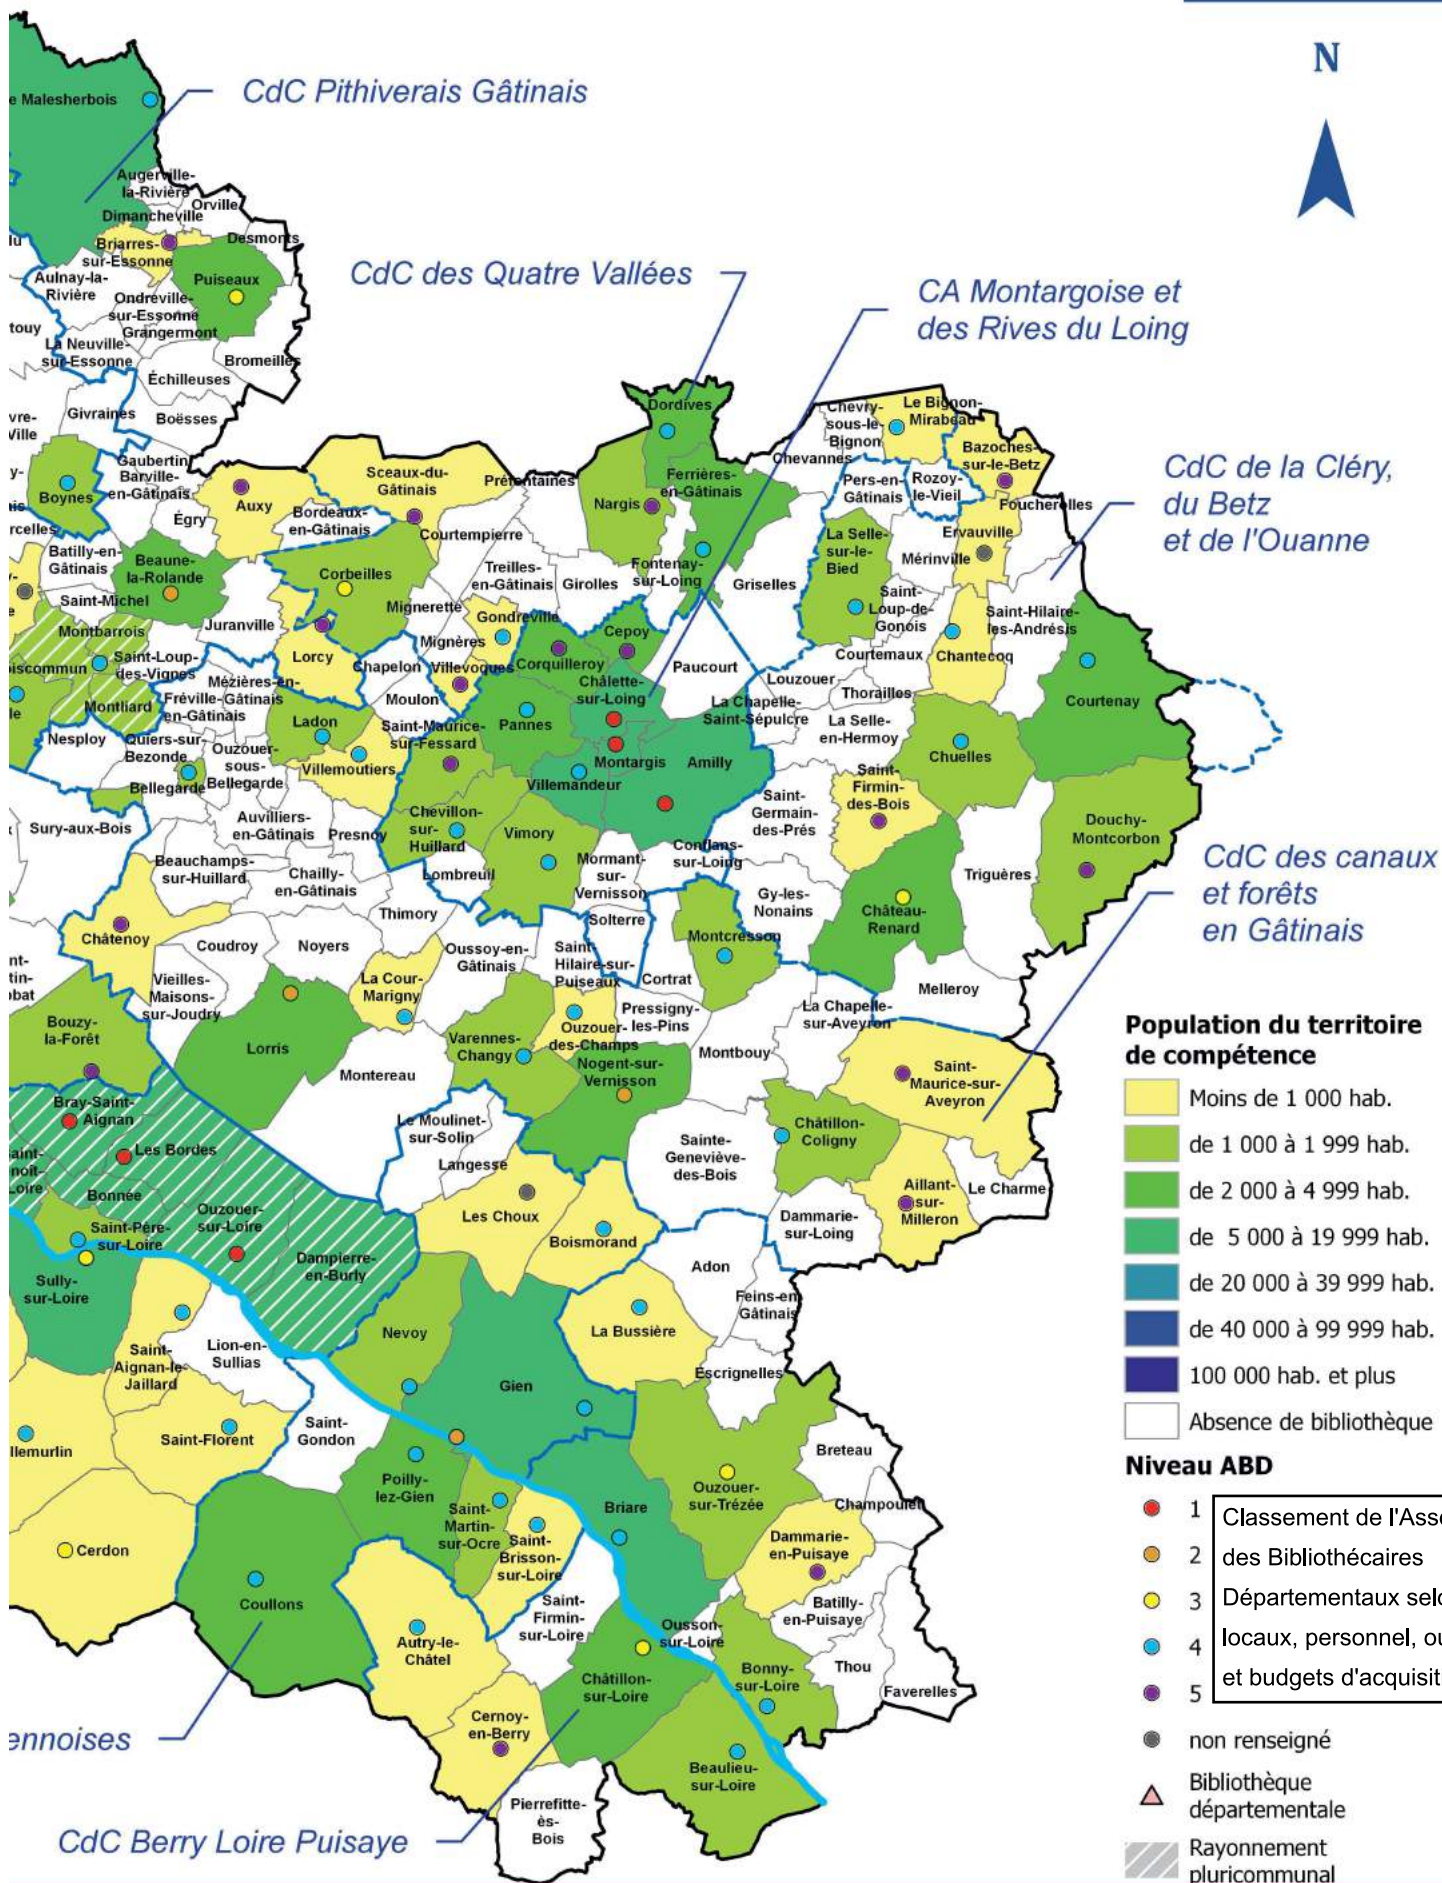 N
CdC Pithiverais Gâtinais
CdC des Quatre Vallées
CA Montargoise et
des Rives du Loing
CdC de la Cléry,
du Betz
et de l'Ouanne
CdC des canaux
et forêts
en Gâtinais
ennoises
CdC Berry Loire Puisaye
e Malesherbois
Augerville-
la-Rivière
Orville
Dimancheville
Briarres-
sur-Essonne
Desmonts
Puiseaux
Aulnay-la-
Rivière
Ondreville-
sur-Essonne
Grangermont
touy
La Neuville-
sur-Essonne
Bromeilles
Échilleuses
Givraines
Boësses
vre-
Ville
Gaubertin
Barville-
en-Gâtinais
Boynes
Égry
Auxy
Bordeaux-
en-Gâtinais
Sceaux-du-
Gâtinais
Préfontaines
Courtempierre
Nargis
Dordives
Ferrières-
en-Gâtinais
Chevry-
sous-le-
Bignon
Le Bignon-
Mirabeau
Chevannes
Bazoches-
sur-le-Betz
Pers-en-
Gâtinais
Rozoy-
le-Vieil
Foucherolles
Ervauville
Mérinville
La Selle-
sur-le-
Bied
rcelles
Batilly-en-
Gâtinais
Beaune-
la-Rolande
Saint-Michel
Corbeilles
Mignerette
Treilles-
en-Gâtinais
Girolles
Fontenay-
sur-Loing
Griselles
Saint-
Loup-de-
Gonois
Saint-Hilaire-
les-Andrésis
Montbarrois
Juranville
Lorcy
Mignères
Gondreville
Cepoy
Corquilleroy
Paucourt
Courtemaux
Chantecoq
oiscommun
Saint-Loup-
des-Vignes
Chapelon
Villevoques
Châlette-
sur-Loing
Louzouer
Thorailles
Courtenay
Mézières-en-
Gâtinais
Fréville-
en-Gâtinais
Moulon
Montliard
Ladon
Saint-Maurice-
sur-Fessard
Pannes
La Chapelle-
Saint-Sépulcre
La Selle-
en-Hermoy
Nesploy
Quiers-sur-
Bezonde
Ouzouer-
sous-
Bellegarde
Bellegarde
Villemoutiers
Villemandeur
Montargis
Amilly
Chuelles
Saint-
Firmin-
des-Bois
Sury-aux-Bois
Auvilliers-
en-Gâtinais
Presnoy
Chevillon-
sur-
Huillard
Vimory
Saint-
Germain-
des-Prés
Douchy-
Montcorbon
Beauchamps-
sur-Huillard
Chailly-
en-Gâtinais
Lombreuil
Mormant-
sur-
Vernisson
Conflans-
sur-Loing
Gy-les-
Nonains
Triguères
Thimory
Solterre
Château-
Renard
Châtenoy
Coudroy
Noyers
Oussoy-en-
Gâtinais
Saint-
Hilaire-sur-
Puiseaux
Montcresson
Cortrat
Melleroy
Vieilles-
Maisons-
sur-Joudry
La Cour-
Marigny
Pressigny-
les-Pins
La Chapelle-
sur-Aveyron
Bouzy-
la-Forêt
Lorris
Varennes-
Changy
Ouzouer-
des-Champs
Nogent-sur-
Vernisson
Montbouy
Saint-
Maurice-sur-
Aveyron
Montereau
Bray-Saint-
Aignan
Le Moulinet-
sur-Solin
Châtillon-
Coligny
Les Bordes
Langesse
Sainte-
Geneviève-
des-Bois
Bonnée
Les Choux
Aillant-
sur-
Milleron
Le Charme
Saint-Père-
sur-Loire
Ouzouer-
sur-Loire
Boismorand
Dammarie-
sur-Loing
Dampierre-
en-Burly
Adon
Sully-
sur-Loire
Feins-en-
Gâtinais
Nevoy
La Bussière
Saint-
Aignan-le-
Jaillard
Lion-en-
Sullias
Escrignelles
Gien
Saint-
Gondon
llemurlin
Saint-Florent
Breteau
Poilly-
lez-Gien
Ouzouer-
sur-Trézée
Briare
Champoulet
Saint-
Martin-
sur-Ocre
Saint-
Brisson-
sur-Loire
Dammarie-
en-Puisaye
Cerdon
Coullons
Saint-
Firmin-
sur-Loire
Batilly-
en-Puisaye
Ousson-
sur-Loire
Autry-le-
Châtel
Châtillon-
sur-Loire
Bonny-
sur-Loire
Thou
Faverelles
Cernoy-
en-Berry
Beaulieu-
sur-Loire
Pierrefitte-
ès-
Bois
Population du territoire
de compétence
Moins de 1 000 hab.
de 1 000 à 1 999 hab.
de 2 000 à 4 999 hab.
de 5 000 à 19 999 hab.
de 20 000 à 39 999 hab.
de 40 000 à 99 999 hab.
100 000 hab. et plus
Absence de bibliothèque
Niveau ABD
1
2
3
4
5
Classement de l'Ass
des Bibliothécaires
Départementaux sel
locaux, personnel, ou
et budgets d'acquisit
non renseigné
Bibliothèque
départementale
Rayonnement
pluricommunal